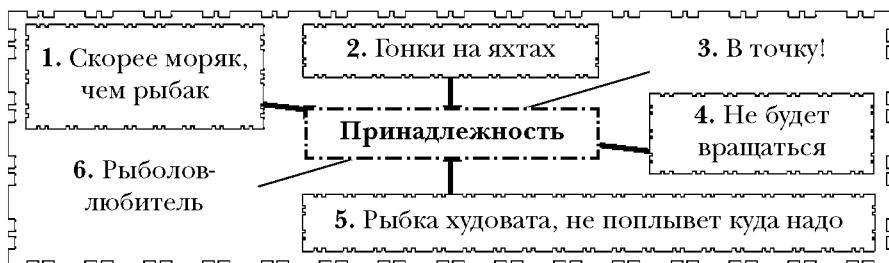 1. Скорее моряк,
чем рыбак
2. Гонки на яхтах
3. В точку!
Принадлежность
4. Не будет
вращаться
6. Рыболов-
любитель
5. Рыбка худовата, не поплывет куда надо